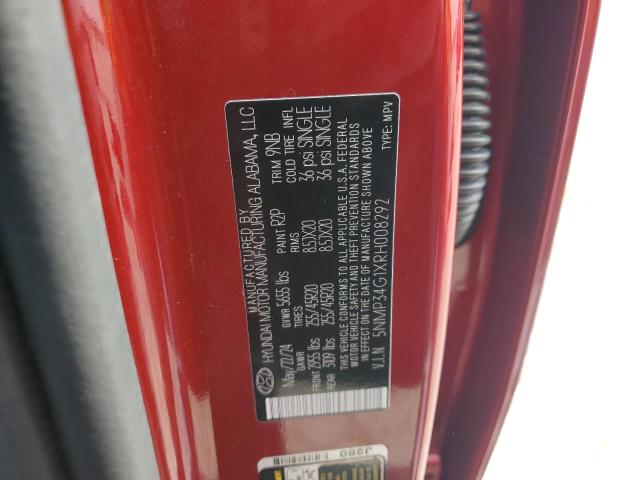 MANUFACTURED BY
HYUNDAI MOTOR MANUFACTURING ALABAMA, LLC
May/21/24 GVWR 5655 lbs PAINT R2P TRIM 9NB
GAWR TIRES RIMS COLD TIRE INFL
FRONT 2955 lbs 255/45R20 8.5JX20 36 psi SINGLE
REAR 3109 lbs 255/45R20 8.5JX20 36 psi SINGLE
THIS VEHICLE CONFORMS TO ALL APPLICABLE U.S.A. FEDERAL
MOTOR VEHICLE SAFETY AND THEFT PREVENTION STANDARDS
IN EFFECT ON THE DATE OF MANUFACTURE SHOWN ABOVE
V.I.N 5NMP34G1XRH008292 TYPE: MPV
J260